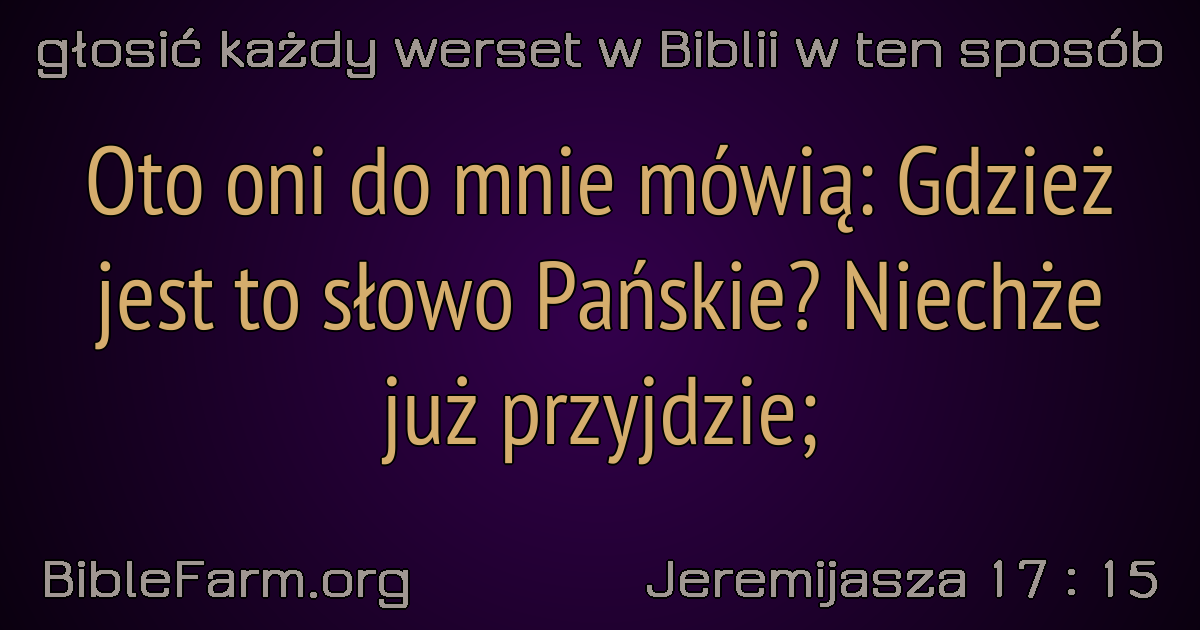 głosić każdy werset w Biblii w ten sposób
Oto oni do mnie mówią: Gdzież
jest to słowo Pańskie? Niechże
już przyjdzie;
BibleFarm.org
Jeremijasza 17 : 15